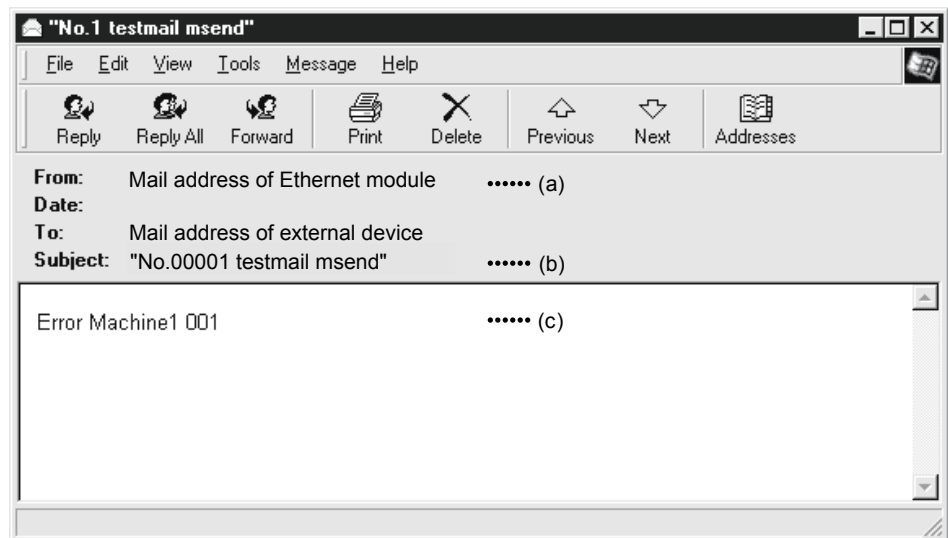 "No.1 testmail msend"
File Edit View Tools Message Help
Reply Reply All Forward Print Delete Previous Next Addresses
From: Mail address of Ethernet module •••••• (a)
Date:
To: Mail address of external device
Subject: "No.00001 testmail msend" •••••• (b)
Error Machine1 001 •••••• (c)